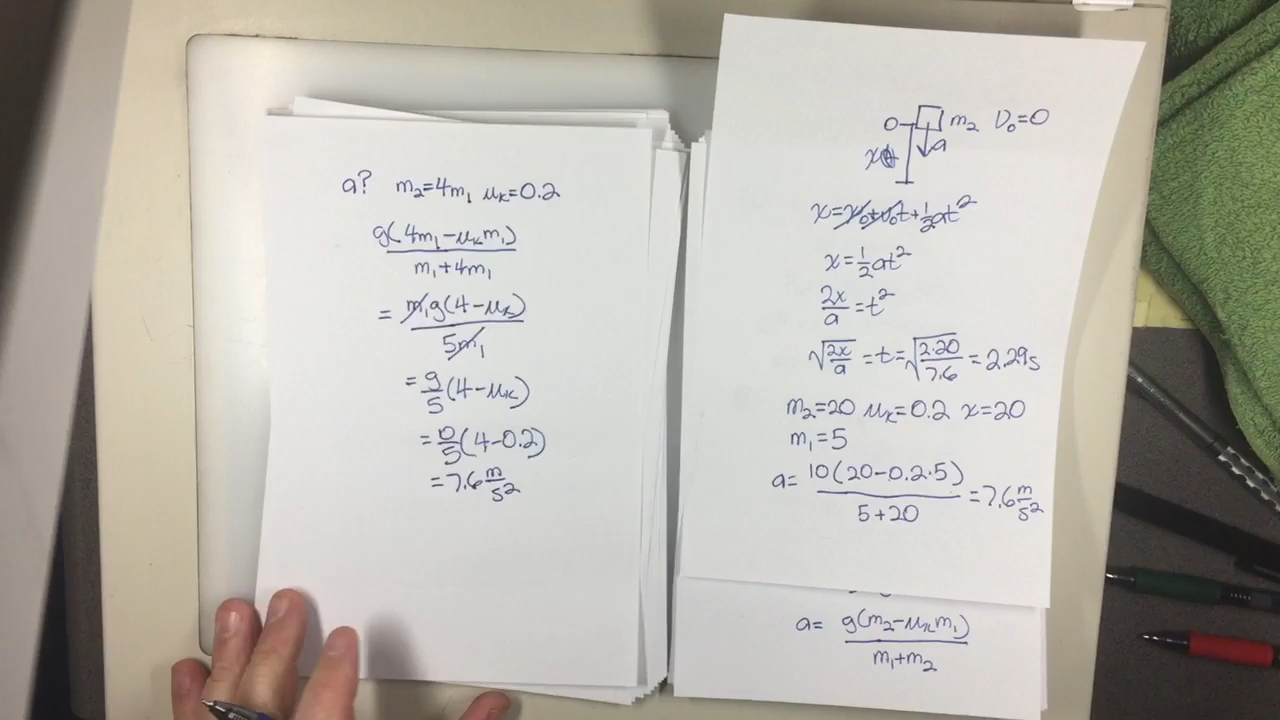 a? m₂=4m₁ μₖ=0.2
g(4m₁-μₖm₁)
m₁+4m₁
= m₁g(4-μₖ)
5m₁
= g/5(4-μₖ)
= 10/5(4-0.2)
=7.6 m/s²
0 m₂ V₀=0
x a
x=x₀+v₀t+½at²
x=½at²
2x/a=t²
√(2x/a)=t=√(2·20/7.6)=2.29s
m₂=20 μₖ=0.2 x=20
m₁=5
a= 10(20-0.2·5) =7.6 m/s²
5+20
a= g(m₂-μₖm₁)
m₁+m₂